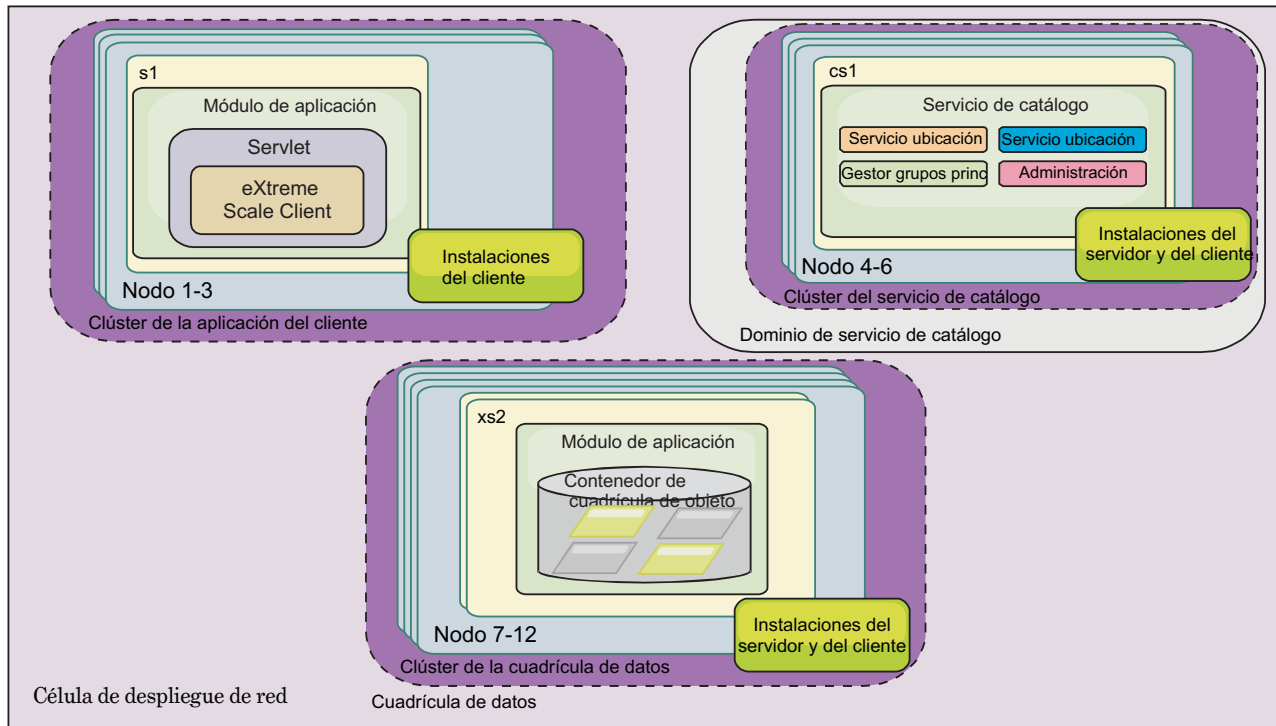 s1
Módulo de aplicación
Servlet
eXtreme
Scale Client
Instalaciones
del cliente
Nodo 1-3
Clúster de la aplicación del cliente
cs1
Servicio de catálogo
Servicio ubicación
Servicio ubicación
Gestor grupos princ
Administración
Instalaciones del
servidor y del cliente
Nodo 4-6
Clúster del servicio de catálogo
Dominio de servicio de catálogo
xs2
Módulo de aplicación
Contenedor de
cuadrícula de objeto
Instalaciones del
servidor y del cliente
Nodo 7-12
Clúster de la cuadrícula de datos
Cuadrícula de datos
Célula de despliegue de red